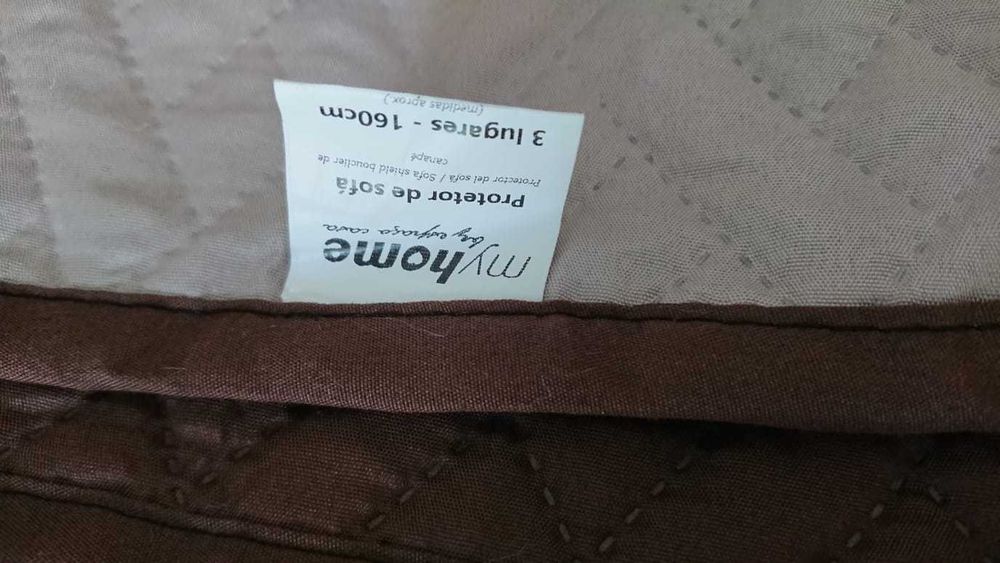 myhome
by espraça casa
Protetor de sofá
Protector del sofá / Sofa shield bouclier de
canapé
3 lugares - 160cm
(medidas aprox.)